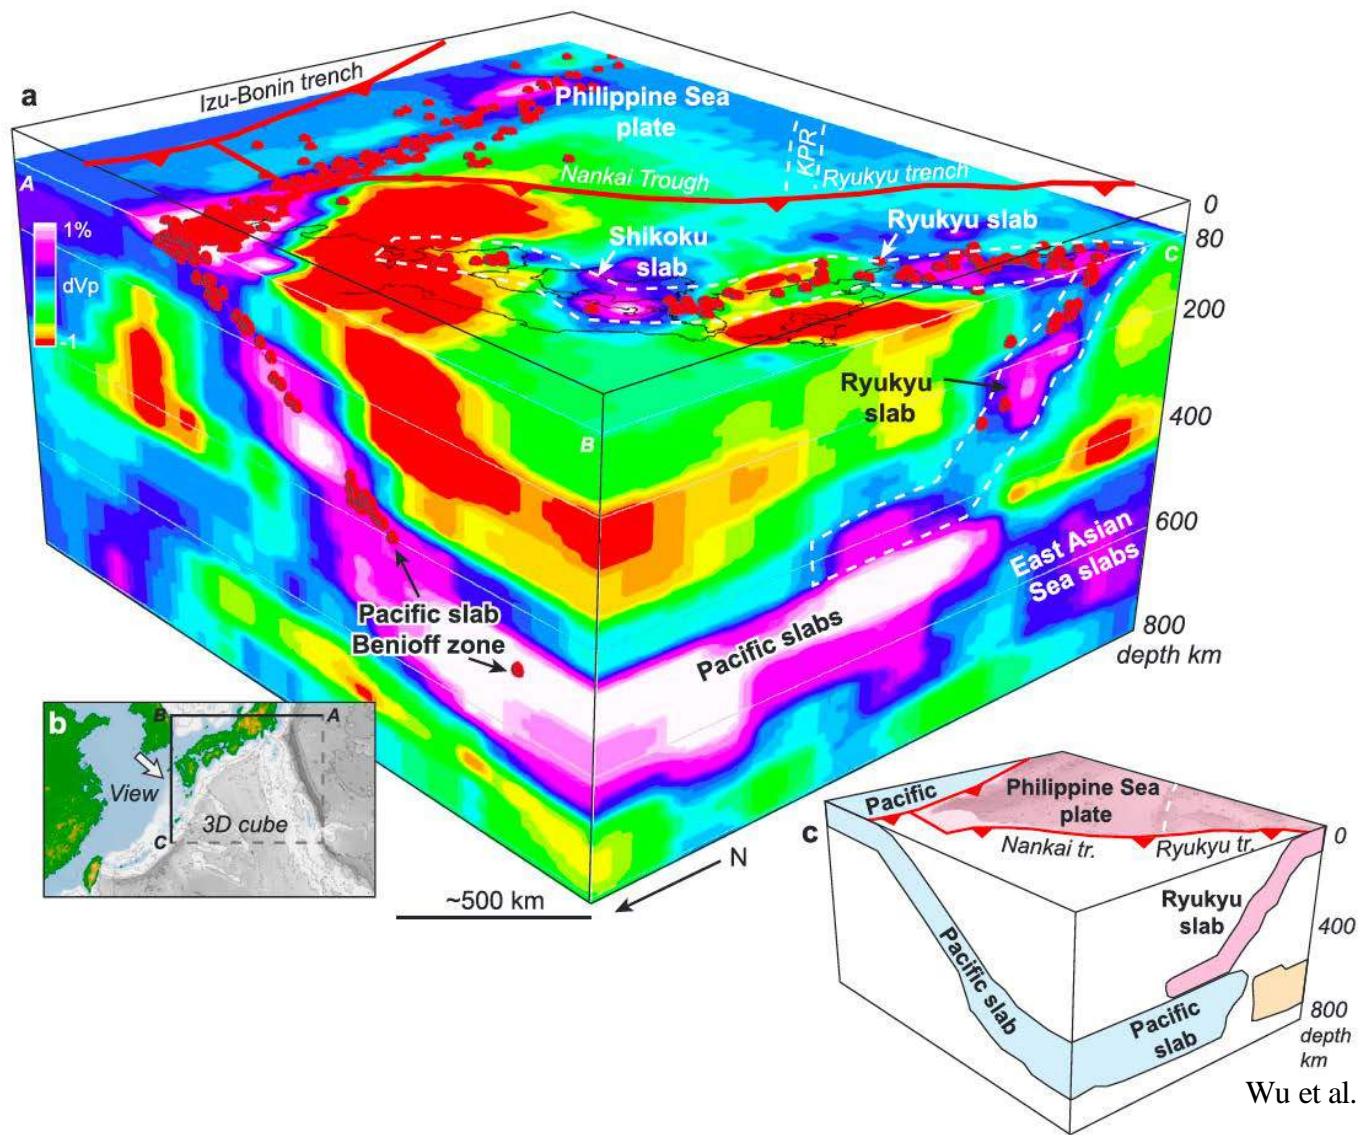 a
Izu-Bonin trench
Philippine Sea
plate
KPR
Nankai Trough
Ryukyu trench
A
1%
dVp
-1
Shikoku
slab
Ryukyu slab
C
0
80
200
400
600
800
depth km
B
Ryukyu
slab
East Asian
Sea slabs
Pacific slabs
Pacific slab
Benioff zone
b
B
A
View
3D cube
C
N
~500 km
c
Pacific
Philippine Sea
plate
Nankai tr.
Ryukyu tr.
0
Ryukyu
slab
400
Pacific slab
Pacific
slab
800
depth
km
Wu et al.